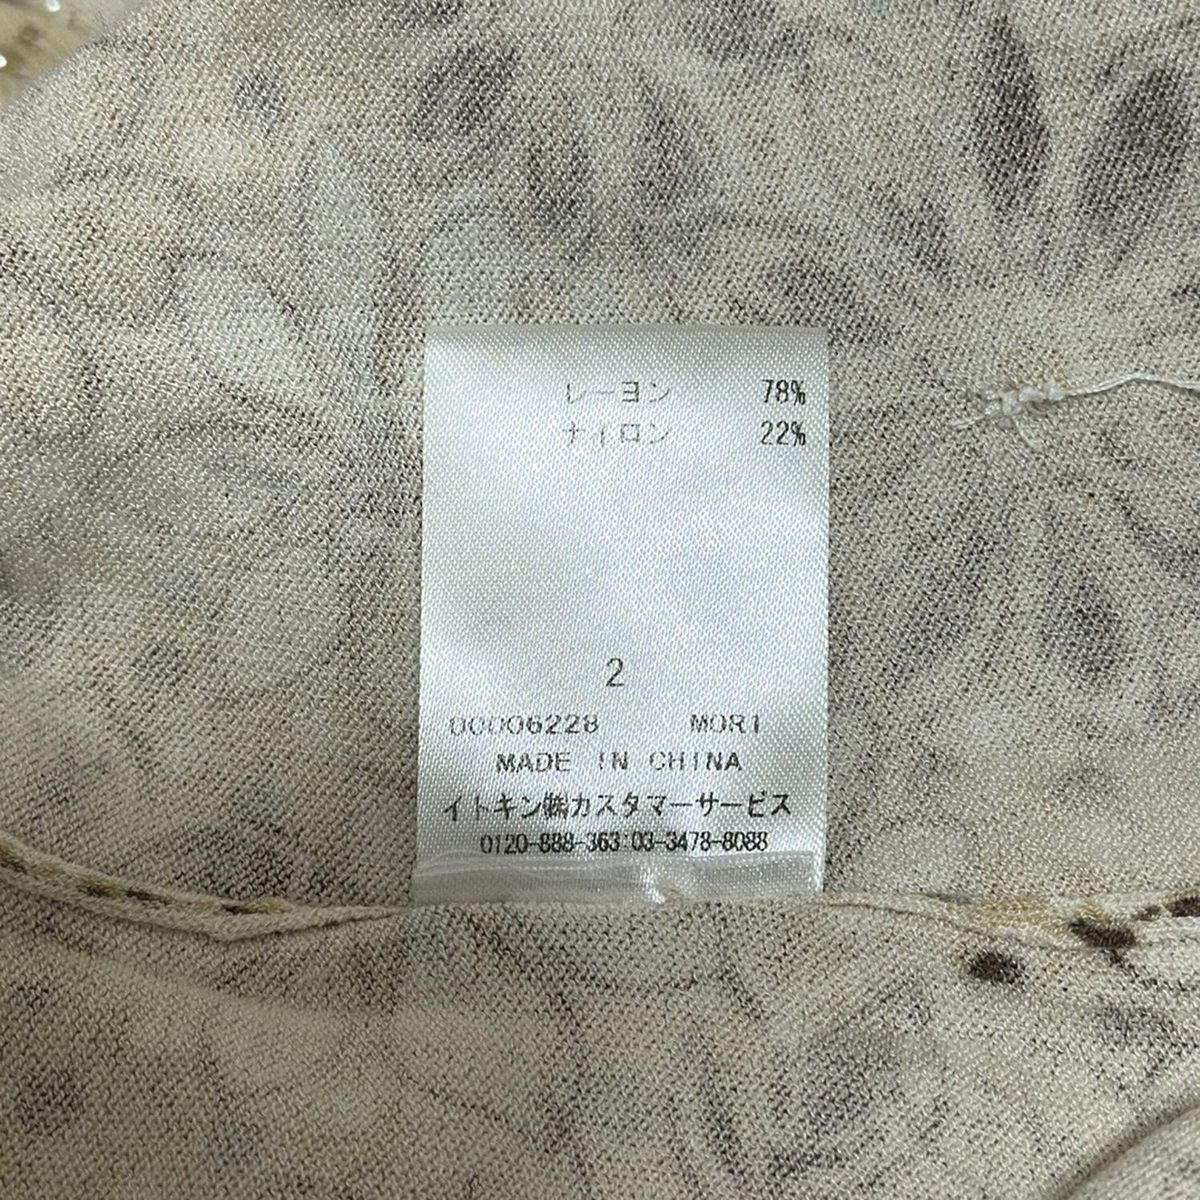 レーヨン 78%
ナイロン 22%
2
00006228 MORI
MADE IN CHINA
イトキン㈱カスタマーサービス
0120-888-363:03-3478-8088